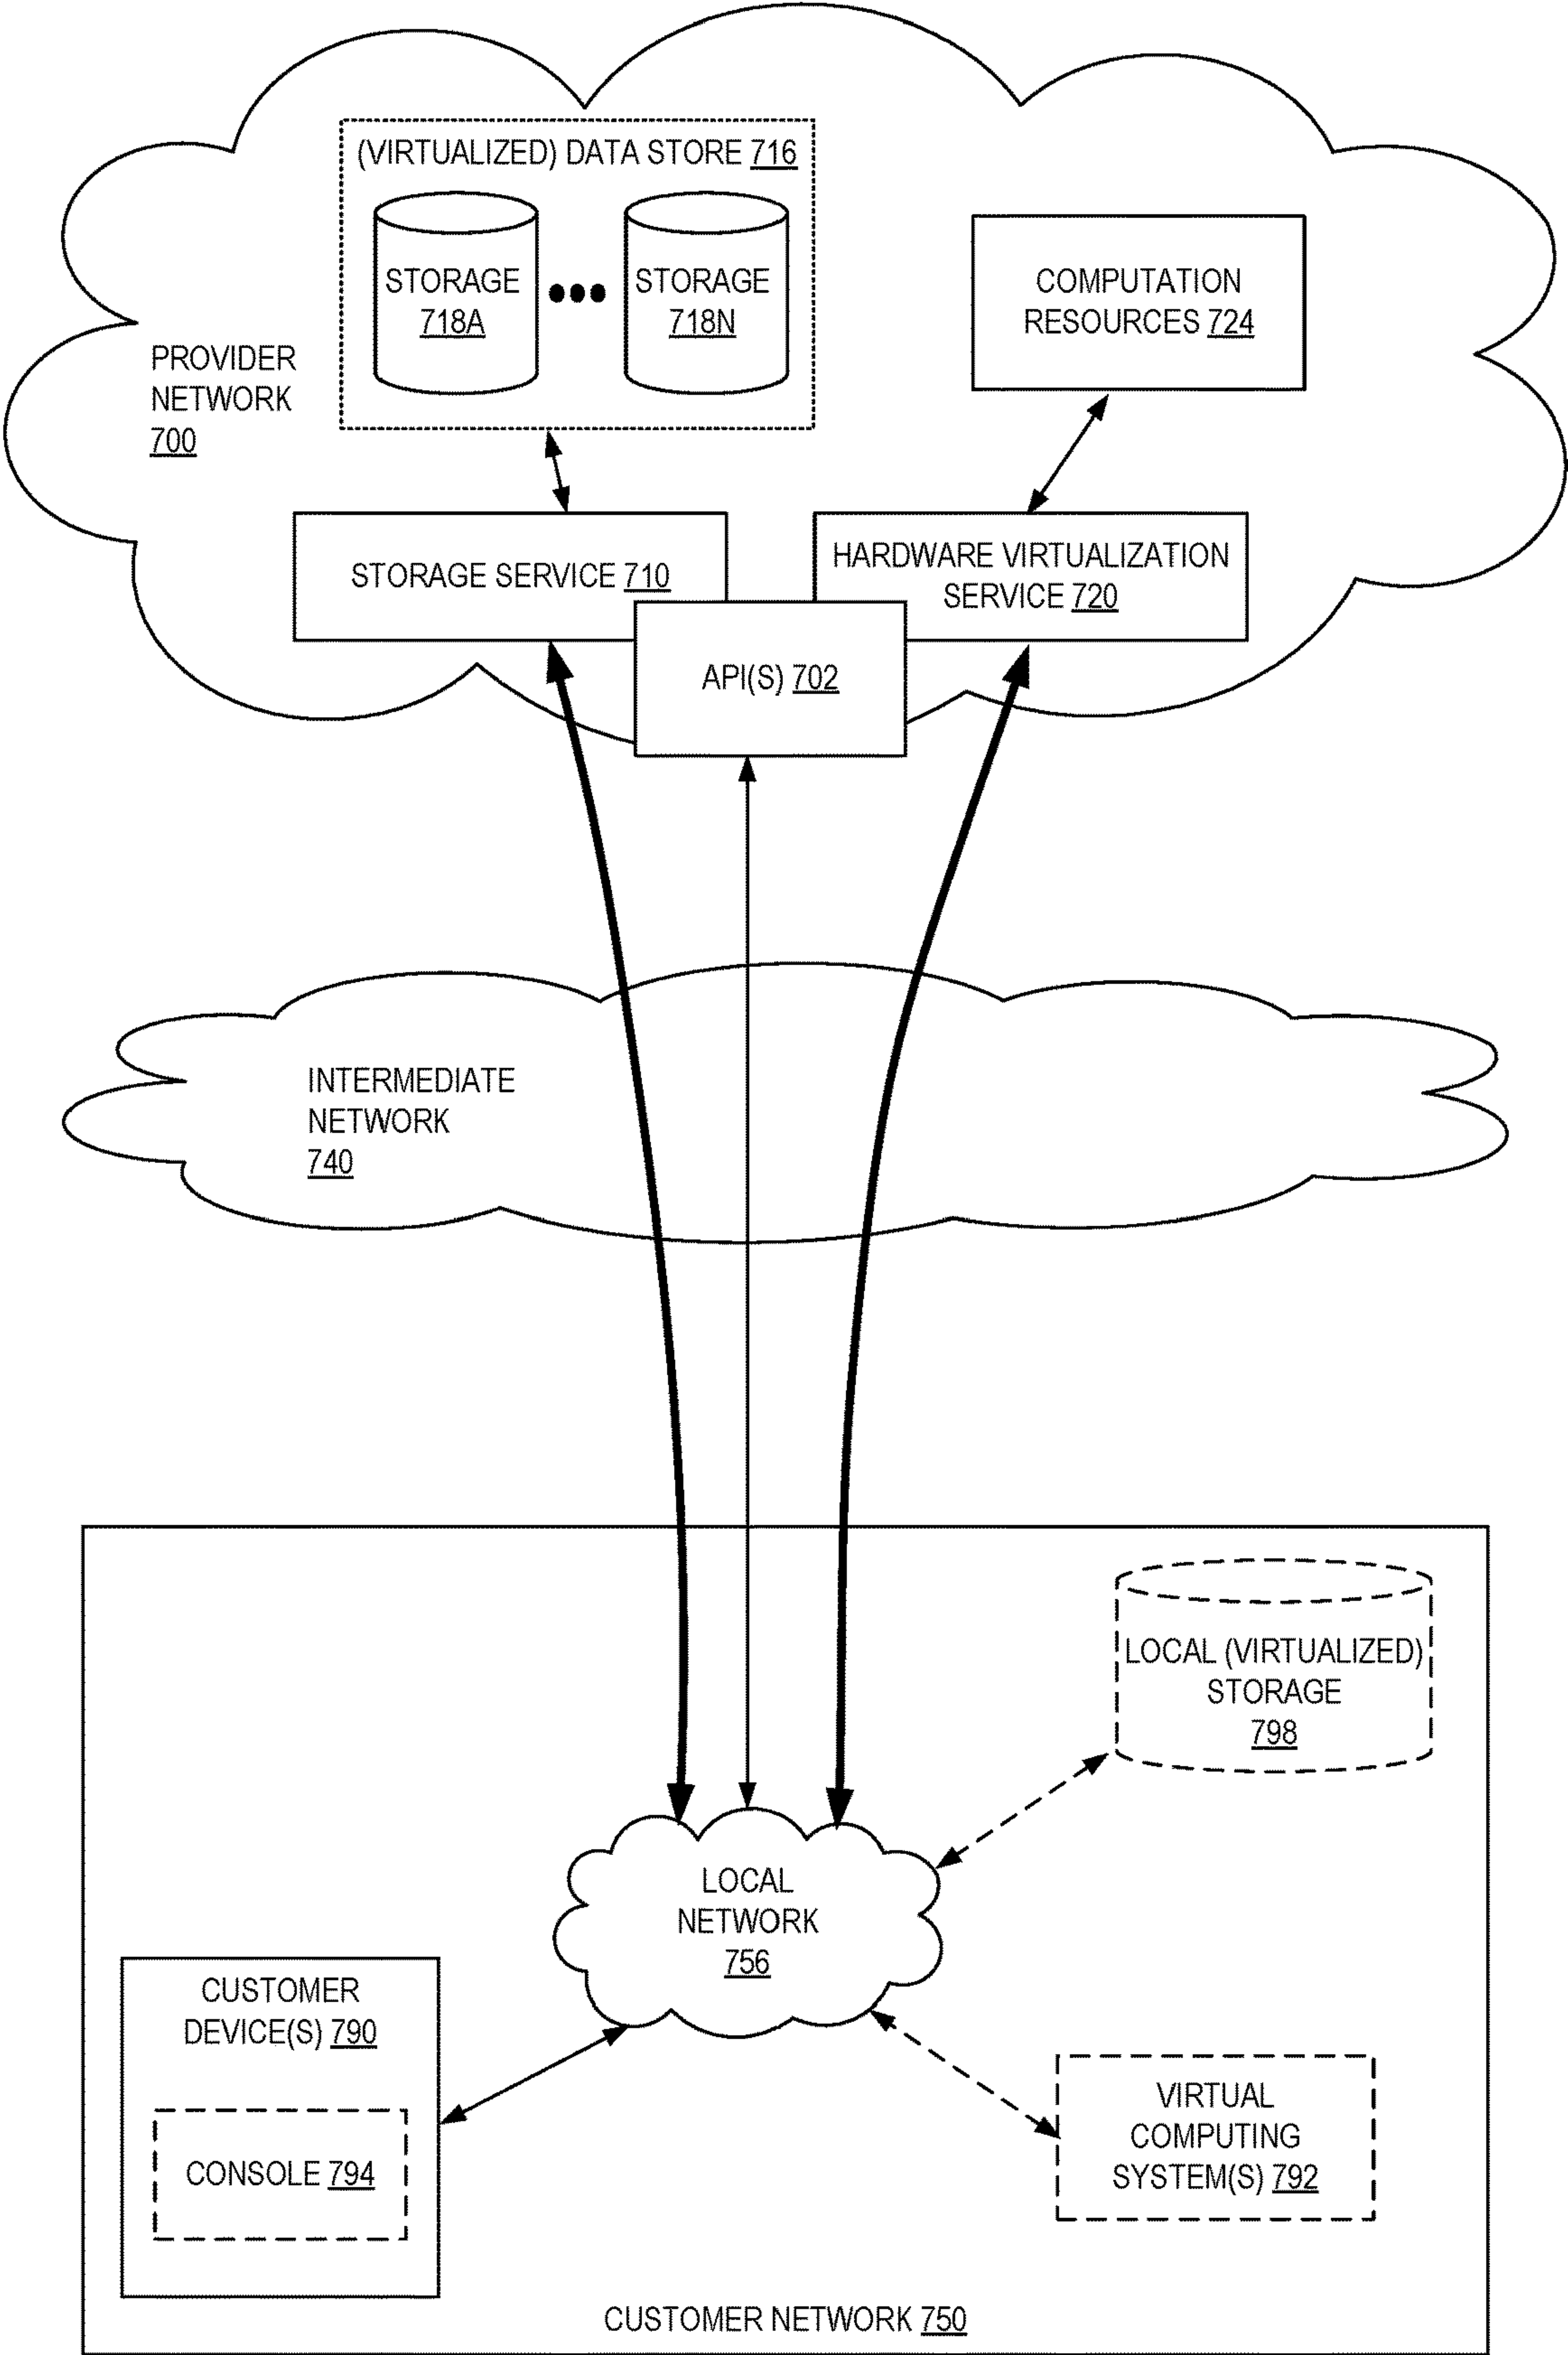 (VIRTUALIZED) DATA STORE 716
STORAGE
718A
STORAGE
718N
COMPUTATION
RESOURCES 724
PROVIDER
NETWORK
700
STORAGE SERVICE 710
HARDWARE VIRTUALIZATION
SERVICE 720
API(S) 702
INTERMEDIATE
NETWORK
740
LOCAL (VIRTUALIZED)
STORAGE
798
LOCAL
NETWORK
756
CUSTOMER
DEVICE(S) 790
CONSOLE 794
VIRTUAL
COMPUTING
SYSTEM(S) 792
CUSTOMER NETWORK 750